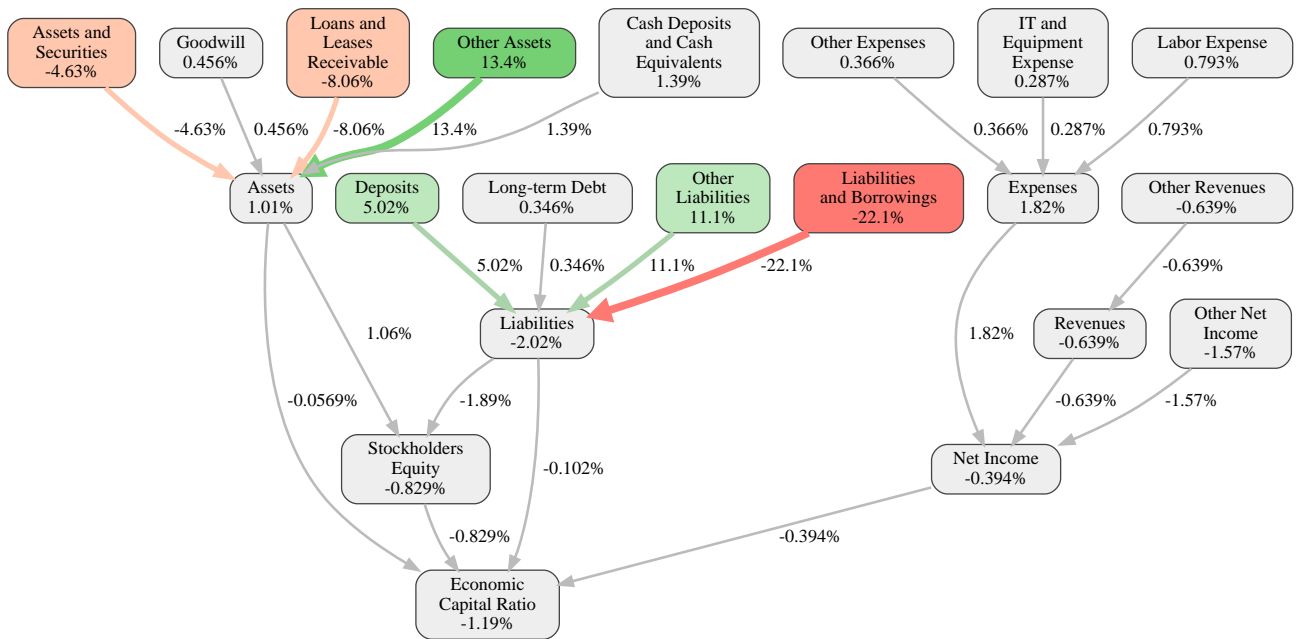 Assets and
Securities
-4.63%
Goodwill
0.456%
Loans and
Leases
Receivable
-8.06%
Other Assets
13.4%
Cash Deposits
and Cash
Equivalents
1.39%
Other Expenses
0.366%
IT and
Equipment
Expense
0.287%
Labor Expense
0.793%
-4.63%
0.456%
-8.06%
13.4%
1.39%
0.366%
0.287%
0.793%
Assets
1.01%
Deposits
5.02%
Long-term Debt
0.346%
Other
Liabilities
11.1%
Liabilities
and Borrowings
-22.1%
Expenses
1.82%
Other Revenues
-0.639%
5.02%
0.346%
11.1%
-22.1%
-0.639%
1.06%
Liabilities
-2.02%
1.82%
Revenues
-0.639%
Other Net
Income
-1.57%
-0.0569%
-1.89%
-0.639%
-1.57%
Stockholders
Equity
-0.829%
-0.102%
Net Income
-0.394%
-0.829%
-0.394%
Economic
Capital Ratio
-1.19%